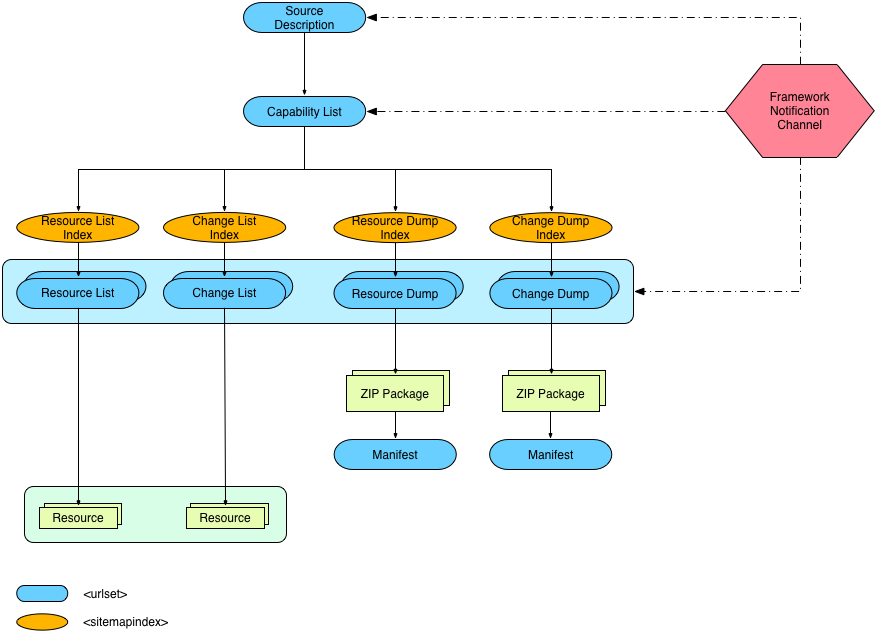 Source
Description
Framework
Notification
Channel
Capability List
Resource List
Index
Change List
Index
Resource Dump
Index
Change Dump
Index
Resource List
Change List
Resource Dump
Change Dump
ZIP Package
ZIP Package
Manifest
Manifest
Resource
Resource
<urlset>
<sitemapindex>